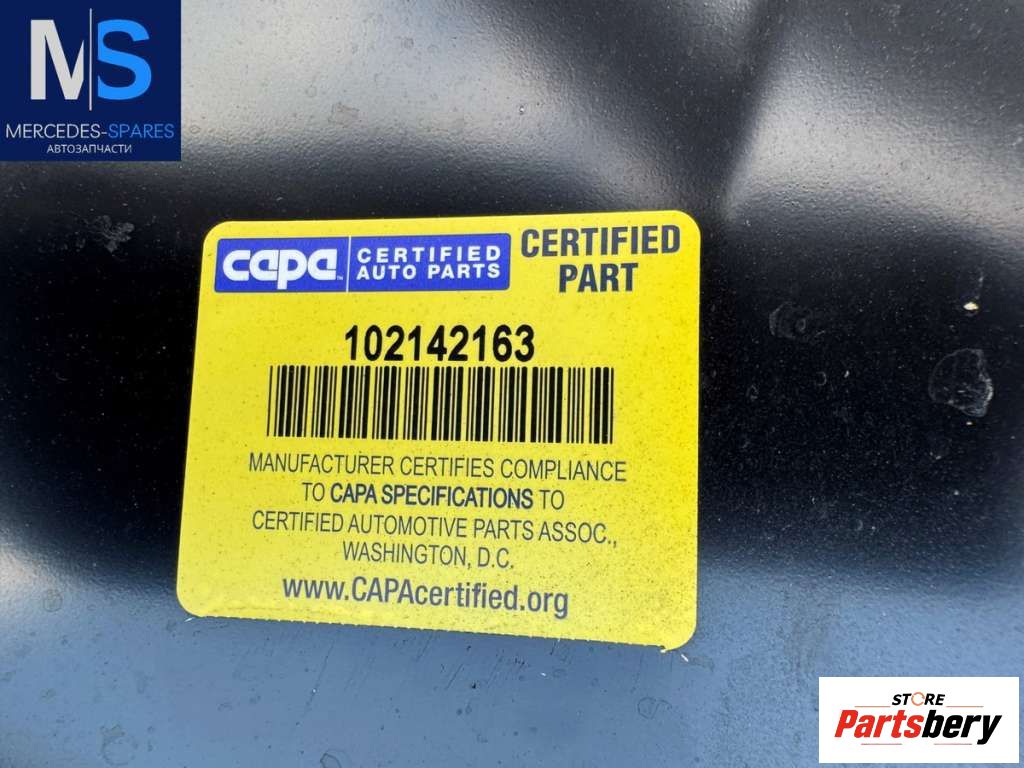 MS
MERCEDES-SPARES
АВТОЗАПЧАСТИ
capa™ CERTIFIED AUTO PARTS
CERTIFIED PART
102142163
MANUFACTURER CERTIFIES COMPLIANCE
TO CAPA SPECIFICATIONS TO
CERTIFIED AUTOMOTIVE PARTS ASSOC.,
WASHINGTON, D.C.
www.CAPAcertified.org
STORE
Partsbery